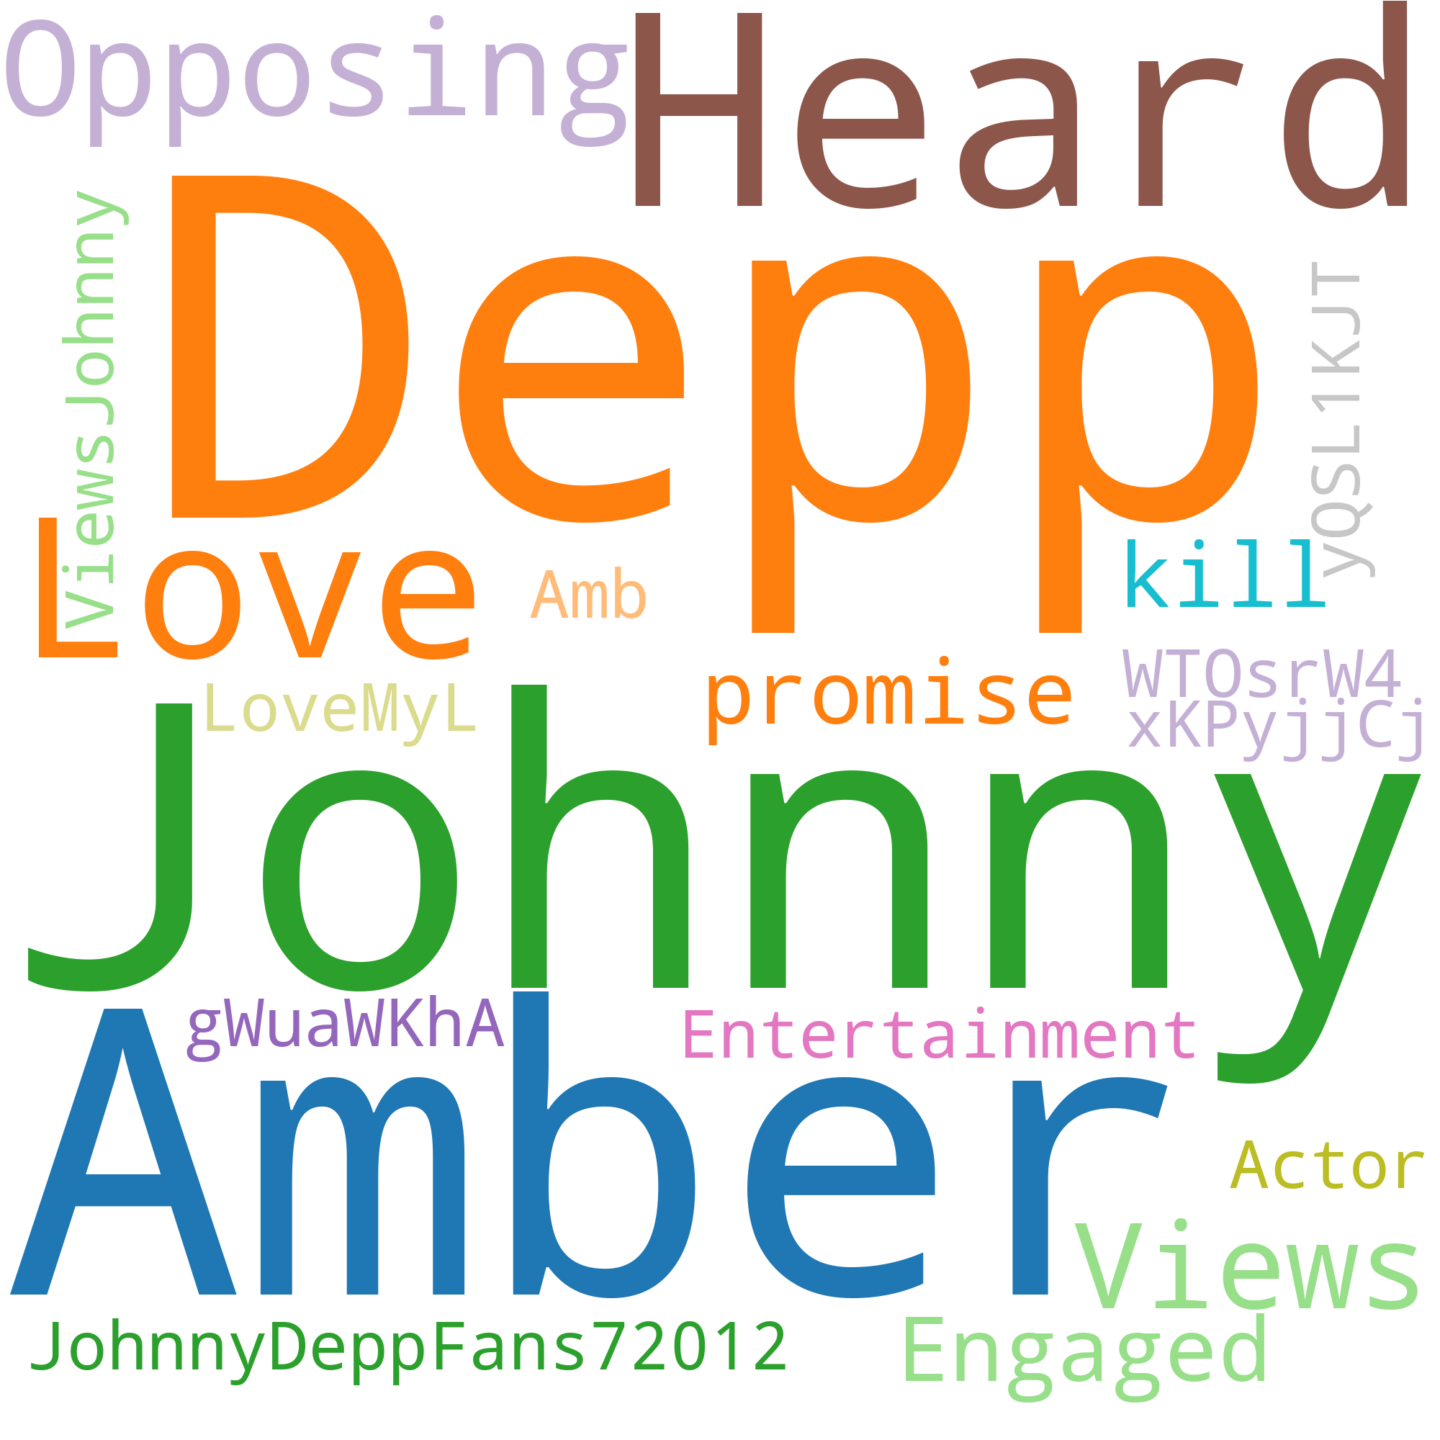 Opposing
Heard
ViewsJohnny
Depp
yQSL1KJT
Love
Amb
kill
LoveMyL
promise
WTOsrW4
xKPyjjCj
Johnny
gWuaWKhA
Entertainment
Amber
Actor
Views
JohnnyDeppFans72012
Engaged